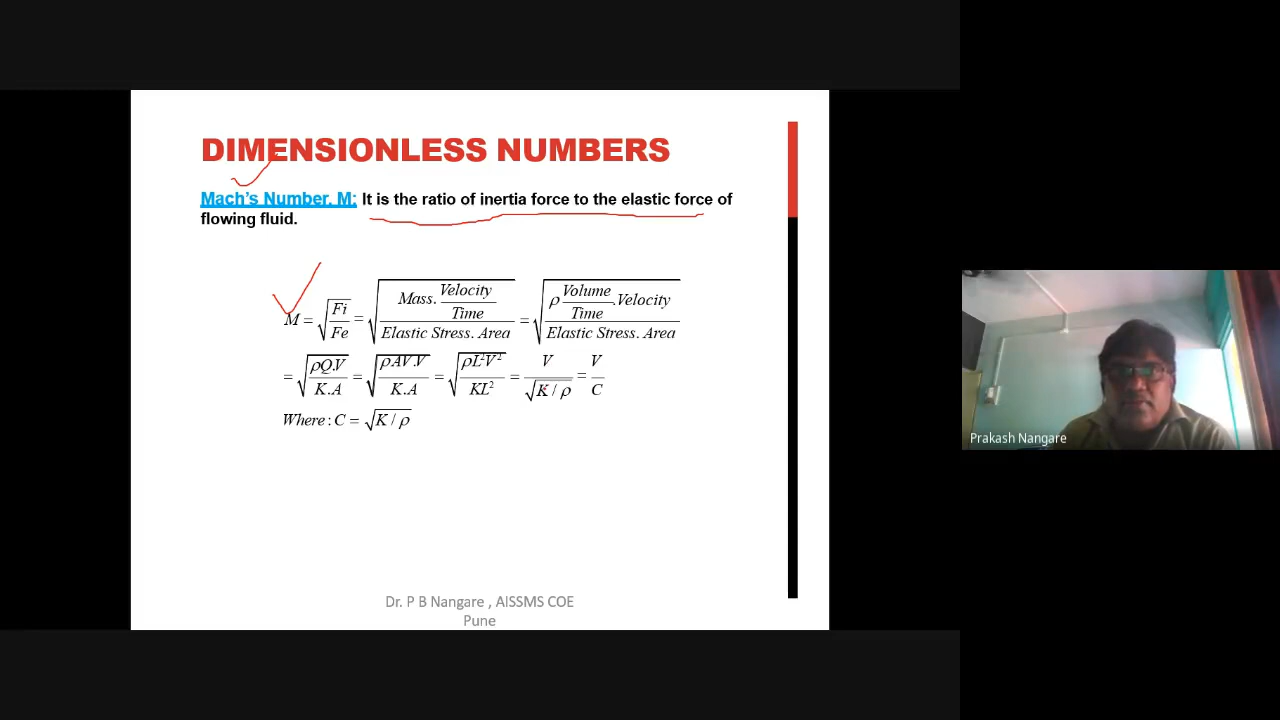 DIMENSIONLESS NUMBERS
Mach's Number, M: It is the ratio of inertia force to the elastic force of
flowing fluid.
M = √(Fi / Fe) = √((Mass. Velocity / Time) / (Elastic Stress. Area)) = √((ρ Volume / Time .Velocity) / (Elastic Stress. Area))
= √(ρQ.V / K.A) = √(ρAV.V / K.A) = √(ρL²V² / KL²) = V / √(K / ρ) = V / C
Where : C = √(K / ρ)
Dr. P B Nangare , AISSMS COE
Pune
Prakash Nangare